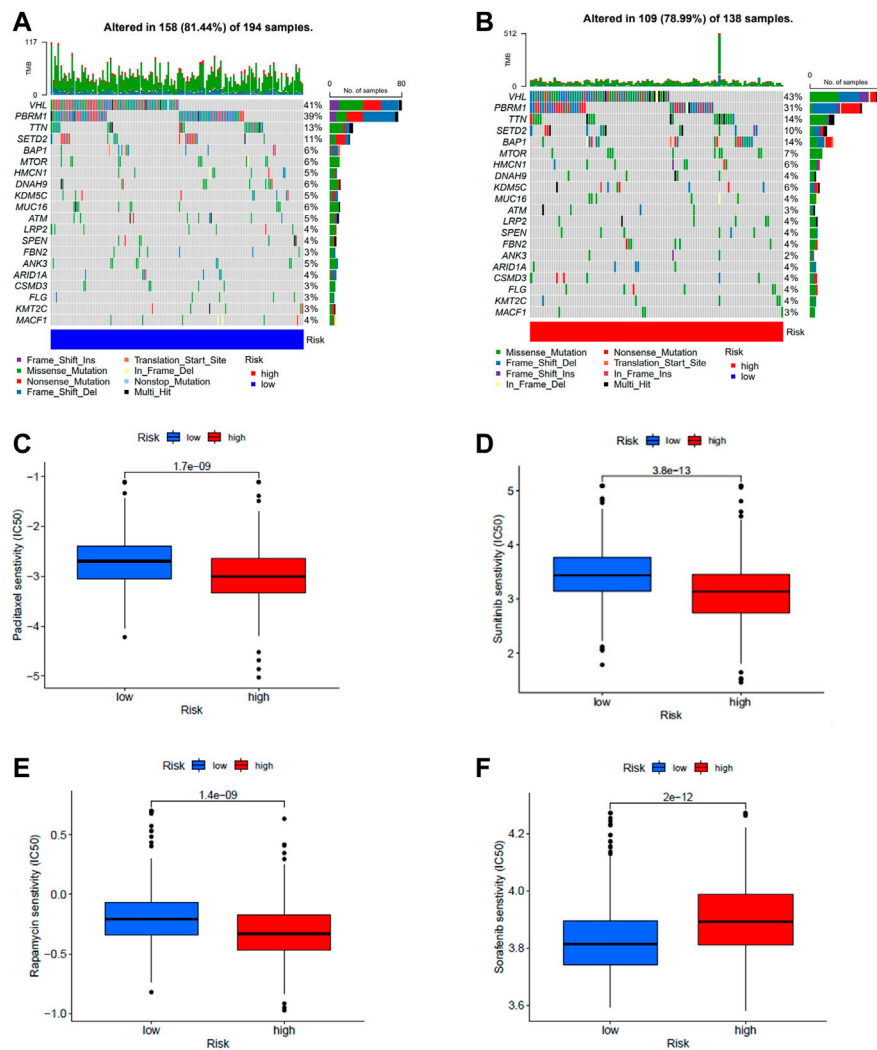 A
Altered in 158 (81.44%) of 194 samples.
117
TMB
0
0
80
No. of samples
VHL 41%
PBRM1 39%
TTN 13%
SETD2 11%
BAP1 6%
MTOR 6%
HMCN1 5%
DNAH9 6%
KDM5C 5%
MUC16 6%
ATM 5%
LRP2 4%
SPEN 4%
FBN2 3%
ANK3 5%
ARID1A 4%
CSMD3 3%
FLG 3%
KMT2C 3%
MACF1 4%
Risk
Frame_Shift_Ins Translation_Start_Site Risk
Missense_Mutation In_Frame_Del high
Nonsense_Mutation Nonstop_Mutation low
Frame_Shift_Del Multi_Hit
B
Altered in 109 (78.99%) of 138 samples.
512
TMB
0
0
No. of samples
VHL 43%
PBRM1 31%
TTN 14%
SETD2 10%
BAP1 14%
MTOR 7%
HMCN1 6%
DNAH9 4%
KDM5C 6%
MUC16 4%
ATM 3%
LRP2 4%
SPEN 4%
FBN2 4%
ANK3 2%
ARID1A 4%
CSMD3 4%
FLG 4%
KMT2C 4%
MACF1 3%
Risk
Missense_Mutation Nonsense_Mutation Risk
Frame_Shift_Del Translation_Start_Site high
Frame_Shift_Ins In_Frame_Ins low
In_Frame_Del Multi_Hit
C
Risk low high
1.7e-09
Paclitaxel senstivity (IC50)
−1
−2
−3
−4
−5
low high
Risk
D
Risk low high
3.8e-13
Sunitinib senstivity (IC50)
5
4
3
2
low high
Risk
E
Risk low high
1.4e-09
Rapamycin senstivity (IC50)
0.5
0.0
−0.5
−1.0
low high
Risk
F
Risk low high
2e-12
Sorafenib senstivity (IC50)
4.2
4.0
3.8
3.6
low high
Risk